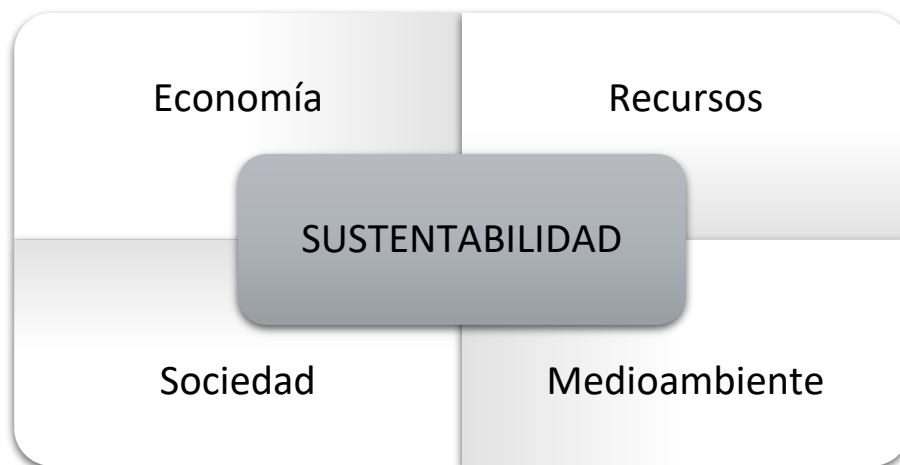 Economía
Recursos
SUSTENTABILIDAD
Sociedad
Medioambiente